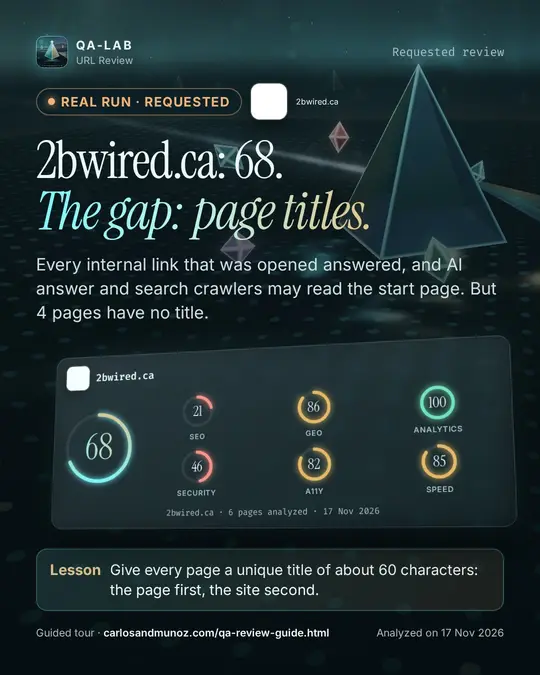 QA-LAB
URL Review
Requested review
REAL RUN · REQUESTED
2bwired.ca
2bwired.ca: 68.
The gap: page titles.
Every internal link that was opened answered, and AI
answer and search crawlers may read the start page. But
4 pages have no title.
2bwired.ca
68
21
SEO
86
GEO
100
ANALYTICS
46
SECURITY
82
A11Y
85
SPEED
2bwired.ca · 6 pages analyzed · 17 Nov 2026
Lesson Give every page a unique title of about 60 characters:
the page first, the site second.
Guided tour · carlosandmunoz.com/qa-review-guide.html
Analyzed on 17 Nov 2026